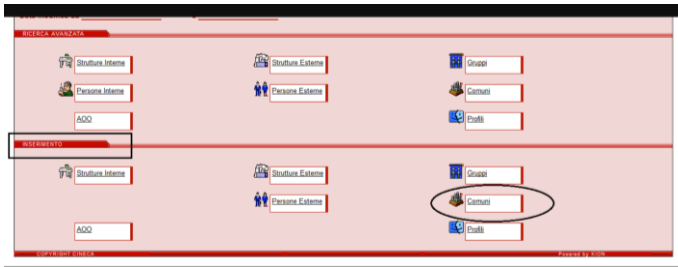 RICERCA AVANZATA
Strutture Interne Strutture Esterne Gruppi
Persone Interne Persone Esterne Comuni
AOO Profili
INSERIMENTO
Strutture Interne Strutture Esterne Gruppi
Persone Esterne Comuni
AOO Profili
COPYRIGHT CINECA Powered by KION